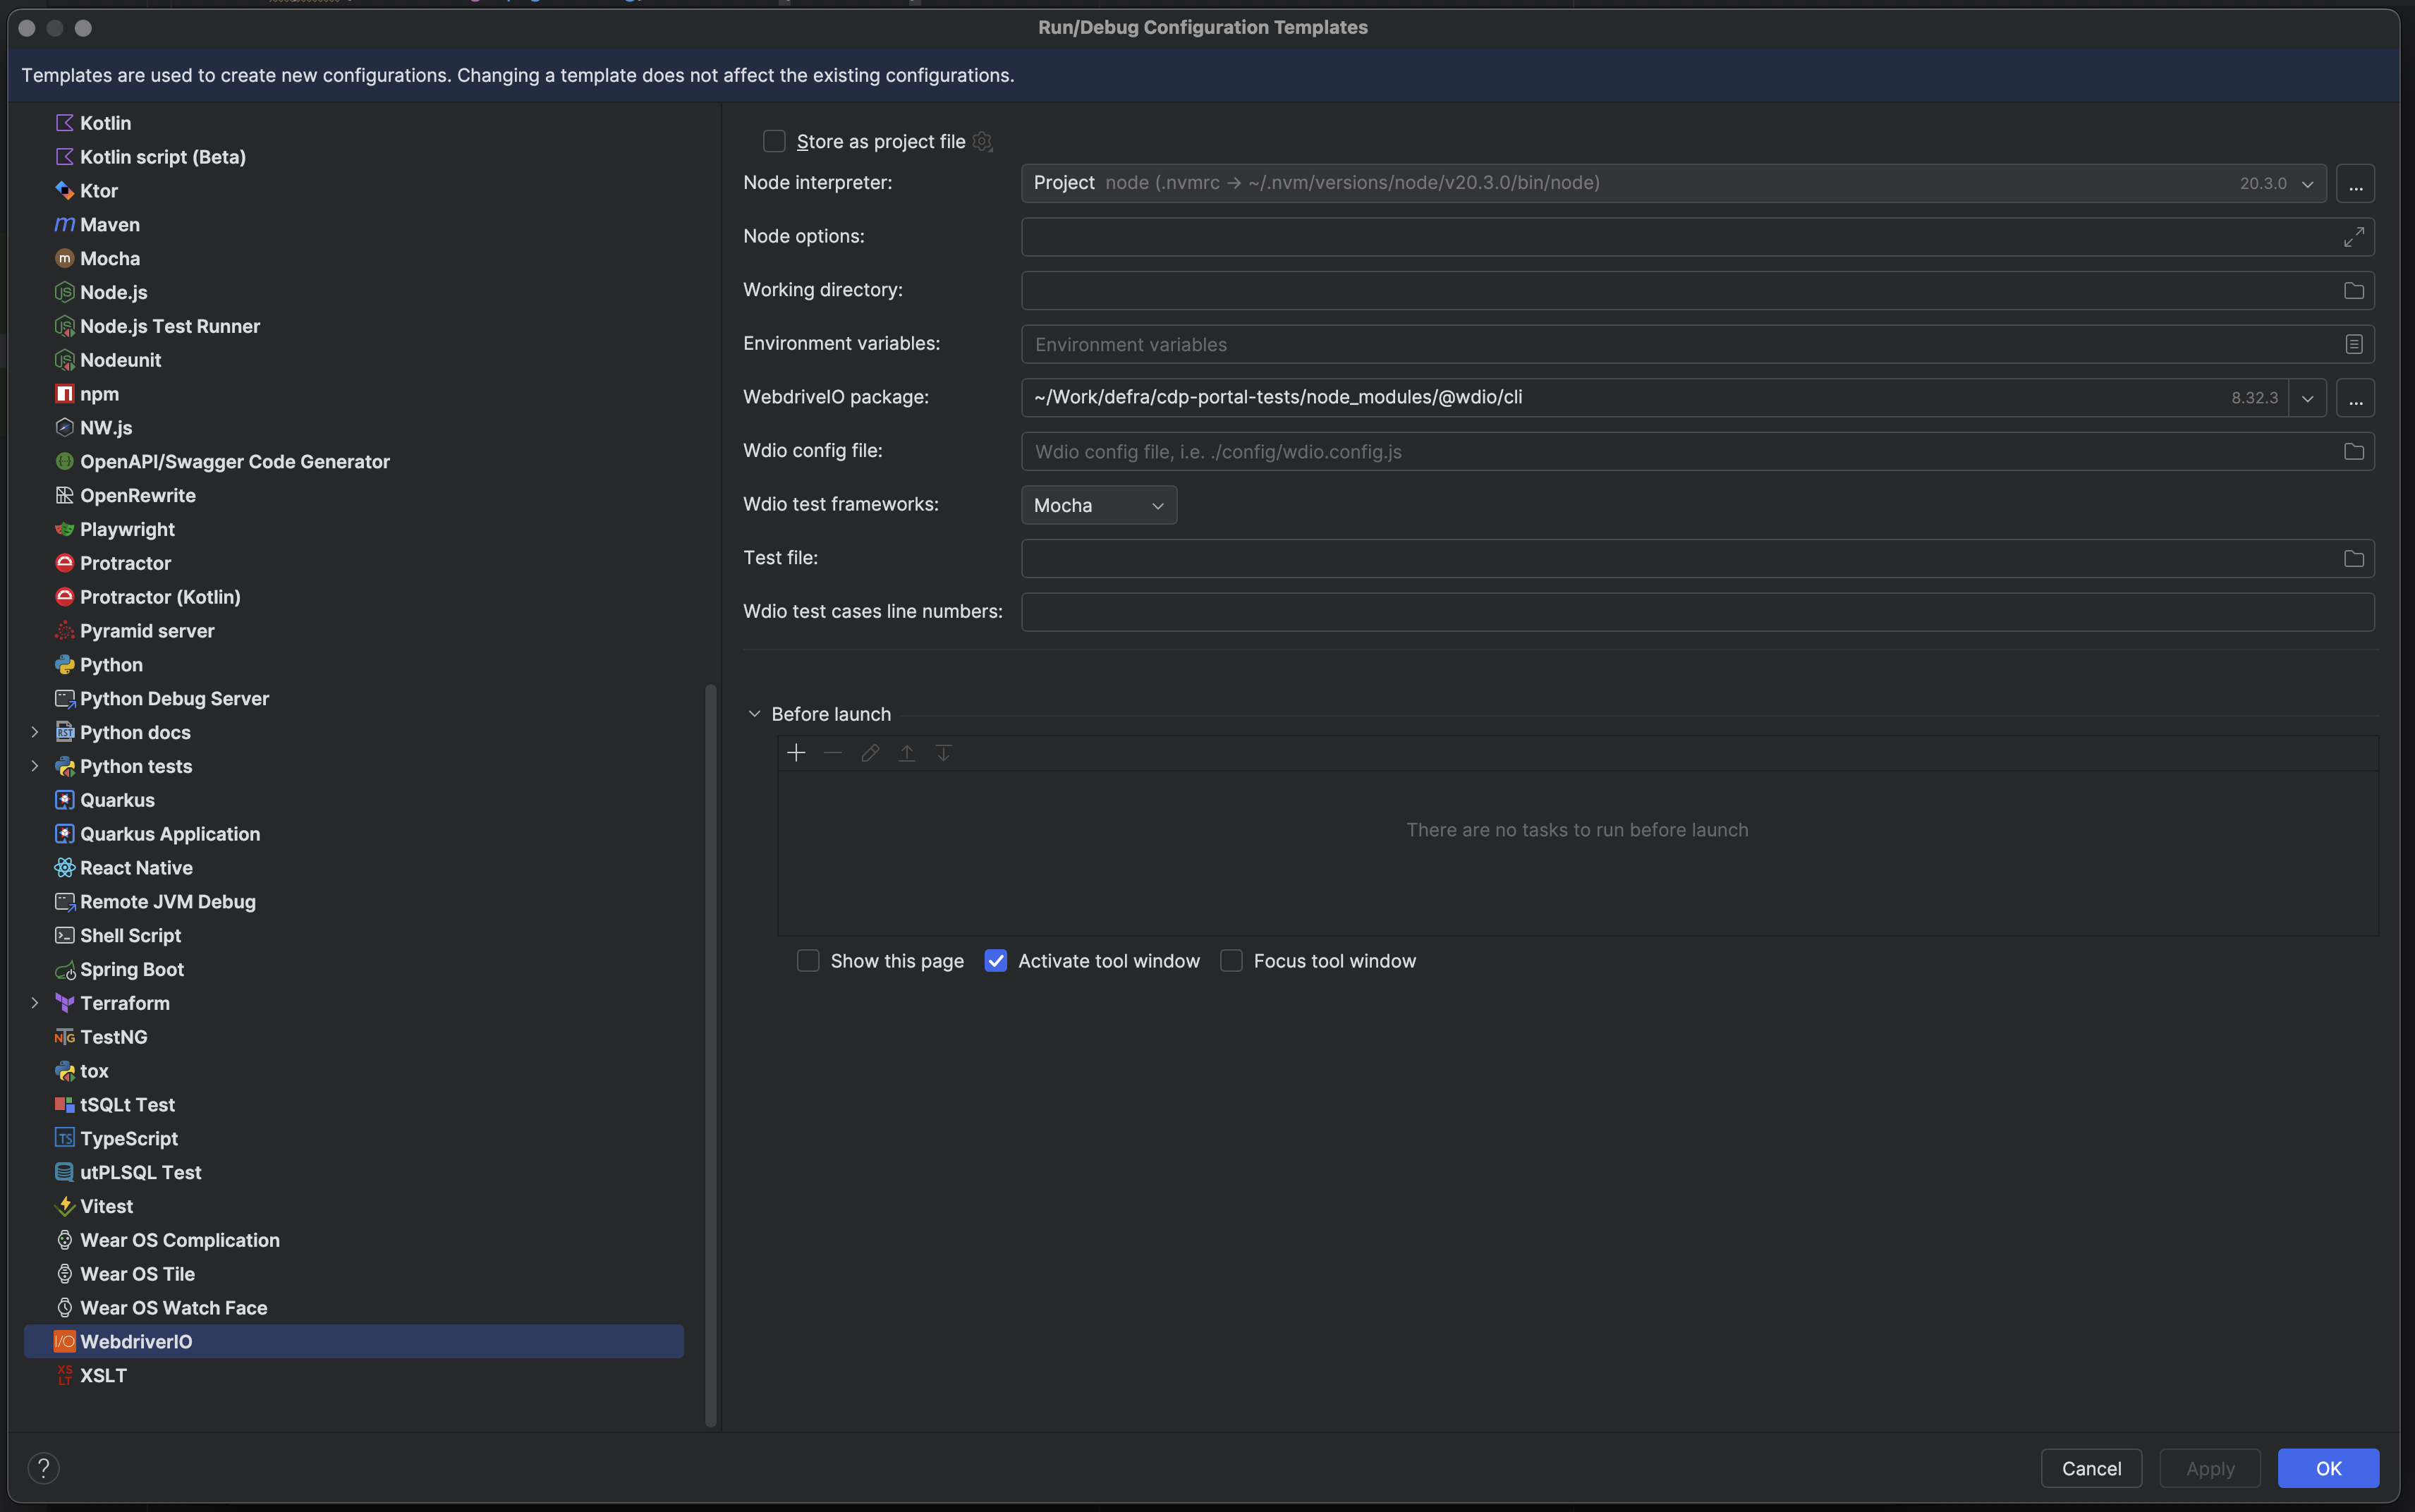 Run/Debug Configuration Templates
Templates are used to create new configurations. Changing a template does not affect the existing configurations.
Kotlin
Kotlin script (Beta)
Ktor
Maven
Mocha
Node.js
Node.js Test Runner
Nodeunit
npm
NW.js
OpenAPI/Swagger Code Generator
OpenRewrite
Playwright
Protractor
Protractor (Kotlin)
Pyramid server
Python
Python Debug Server
Python docs
Python tests
Quarkus
Quarkus Application
React Native
Remote JVM Debug
Shell Script
Spring Boot
Terraform
TestNG
tox
tSQLt Test
TypeScript
utPLSQL Test
Vitest
Wear OS Complication
Wear OS Tile
Wear OS Watch Face
WebdriverIO
XSLT
Store as project file
Node interpreter: Project node (.nvmrc → ~/.nvm/versions/node/v20.3.0/bin/node) 20.3.0 ...
Node options:
Working directory:
Environment variables: Environment variables
WebdriveIO package: ~/Work/defra/cdp-portal-tests/node_modules/@wdio/cli 8.32.3 ...
Wdio config file: Wdio config file, i.e. ./config/wdio.config.js
Wdio test frameworks: Mocha
Test file:
Wdio test cases line numbers:
Before launch
There are no tasks to run before launch
Show this page Activate tool window Focus tool window
? Cancel Apply OK